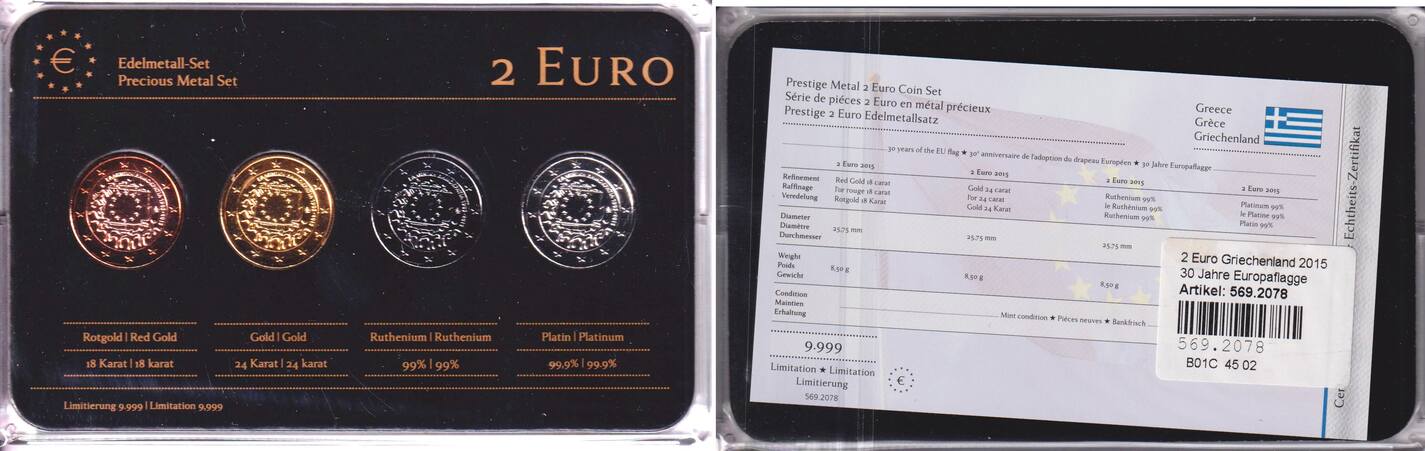 €
Edelmetall-Set
Precious Metal Set
2 EURO
Rotgold | Red Gold
18 Karat | 18 karat
Gold | Gold
24 Karat | 24 karat
Ruthenium | Ruthenium
99% | 99%
Platin | Platinum
99,9% | 99.9%
Limitierung 9.999 | Limitation 9,999
Prestige Metal 2 Euro Coin Set
Série de piéces 2 Euro en métal précieux
Prestige 2 Euro Edelmetallsatz
Greece
Grèce
Griechenland
30 years of the EU flag ★ 30e anniversaire de l'adoption du drapeau Européen ★ 30 Jahre Europaflagge
2 Euro 2015
2 Euro 2015
2 Euro 2015
2 Euro 2015
Refinement
Raffinage
Veredelung
Red Gold 18 carat
l'or rouge 18 carat
Rotgold 18 Karat
Gold 24 carat
l'or 24 carat
Gold 24 Karat
Ruthenium 99%
le Ruthénium 99%
Ruthenium 99%
Platinum 99%
le Platine 99%
Platin 99%
Diameter
Diamètre
Durchmesser
25,75 mm
25,75 mm
25,75 mm
Weight
Poids
Gewicht
8,50 g
8,50 g
8,50 g
Condition
Maintien
Erhaltung
Mint condition ★ Piéces neuves ★ Bankfrisch
9.999
Limitation ★ Limitation
Limitierung
569.2078
€
Echtheits-Zertifikat
2 Euro Griechenland 2015
30 Jahre Europaflagge
Artikel: 569.2078
569.2078
B01C 45 02